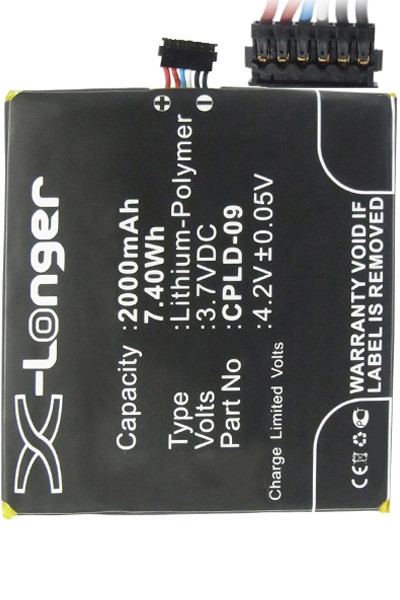 X-Longer
Capacity :2000mAh
7.40Wh
Type :Lithium-Polymer
Volts :3.7VDC
Part No :CPLD-09
Charge Limited Volts :4.2V±0.05V
WARRANTY VOID IF
LABEL IS REMOVED
CE